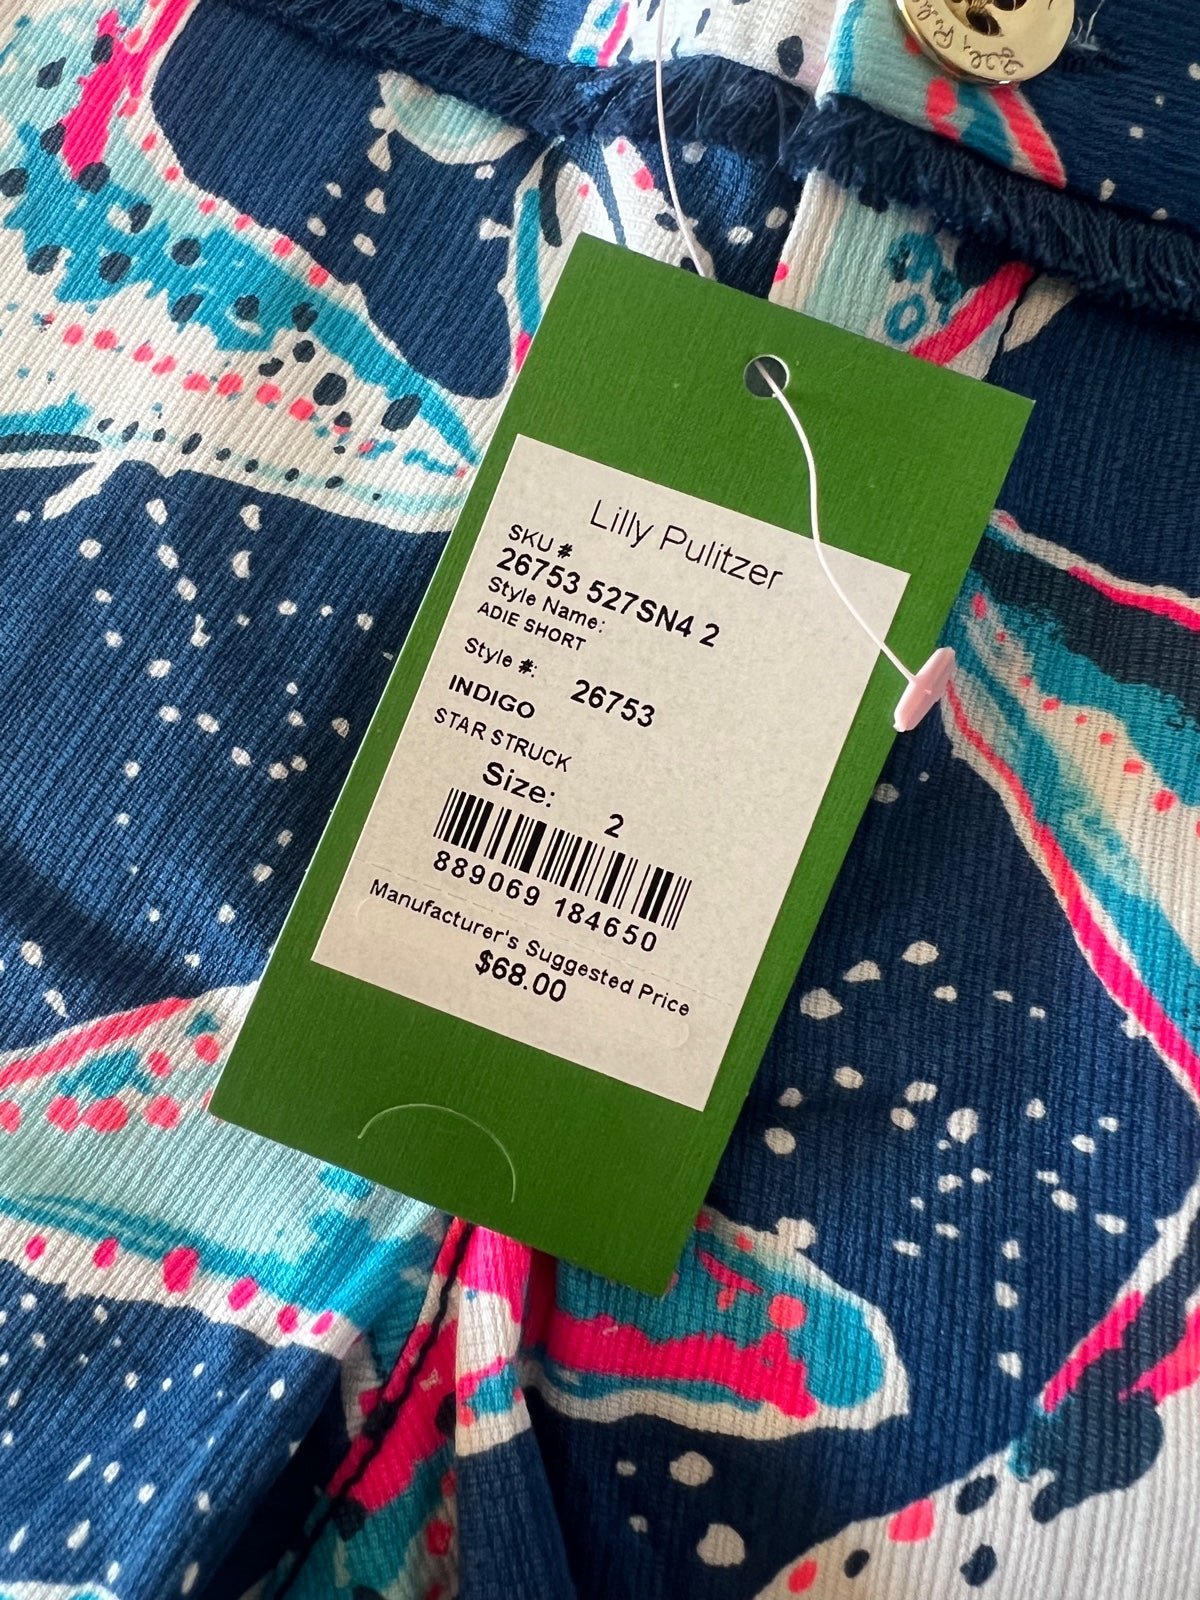 Lilly Pulitzer
SKU #
26753 527SN4 2
Style Name:
ADIE SHORT
Style #: 26753
INDIGO
STAR STRUCK
Size: 2
889069 184650
Manufacturer's Suggested Price
$68.00